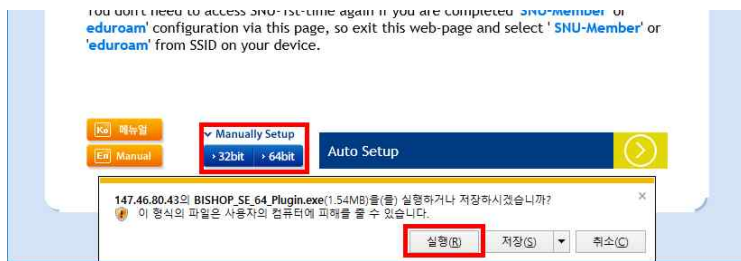 You don't need to access SNU-1st-time again if you are completed 'SNU-Member' or
eduroam' configuration via this page, so exit this web-page and select ' SNU-Member' or
'eduroam' from SSID on your device.
Ko 메뉴얼
Manually Setup
En Manual
32bit 64bit
Auto Setup
147.46.80.43의 BISHOP_SE_64_Plugin.exe(1.54MB)을(를) 실행하거나 저장하시겠습니까?
이 형식의 파일은 사용자의 컴퓨터에 피해를 줄 수 있습니다.
실행(R) 저장(S) 취소(C)